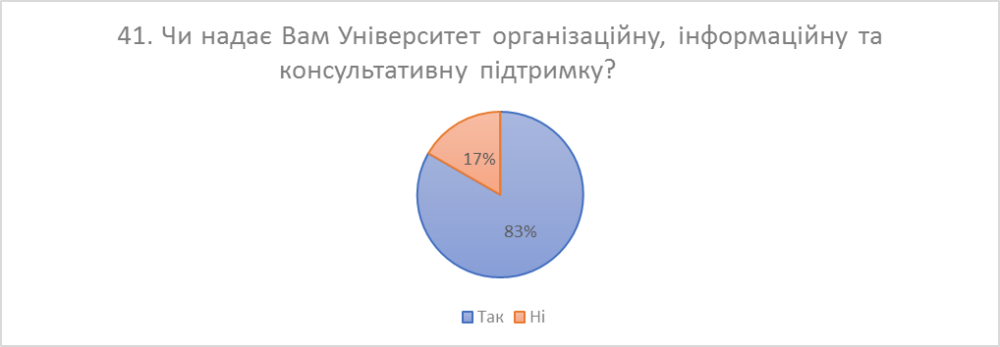 41. Чи надає Вам Університет організаційну, інформаційну та
консультативну підтримку?
17%
83%
Так Ні